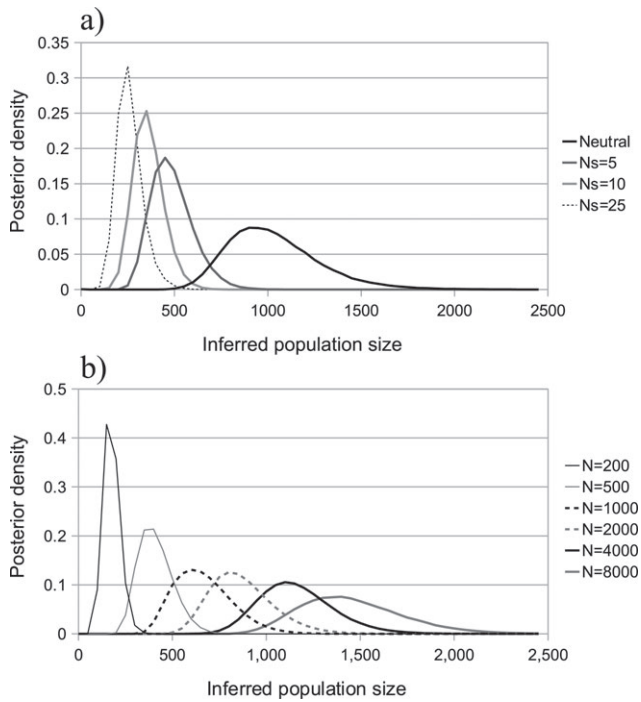 a)
Posterior density
0.35
0.3
0.25
0.2
0.15
0.1
0.05
0
0 500 1000 1500 2000 2500
Inferred population size
Neutral
Ns=5
Ns=10
Ns=25
b)
Posterior density
0.5
0.4
0.3
0.2
0.1
0
0 500 1,000 1,500 2,000 2,500
Inferred population size
N=200
N=500
N=1000
N=2000
N=4000
N=8000